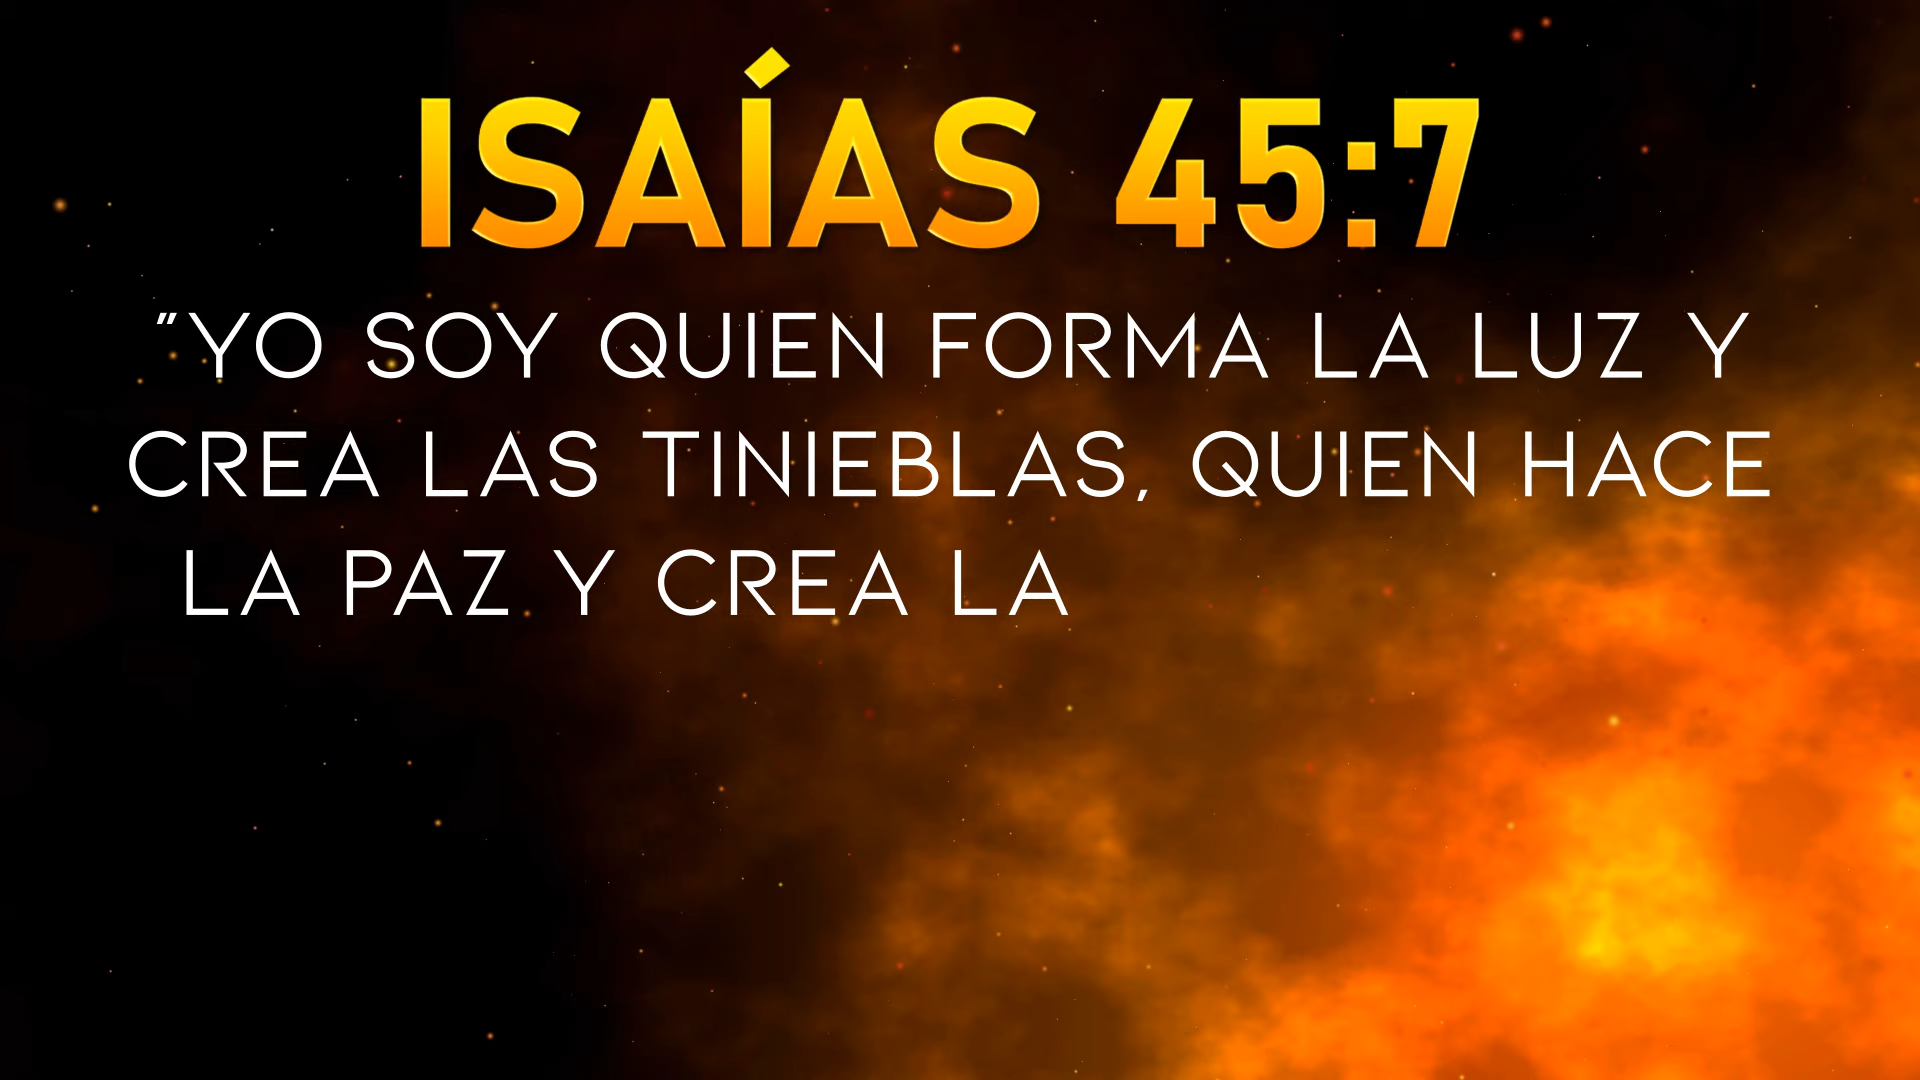 ISAÍAS 45:7
"YO SOY QUIEN FORMA LA LUZ Y
CREA LAS TINIEBLAS, QUIEN HACE
LA PAZ Y CREA LA